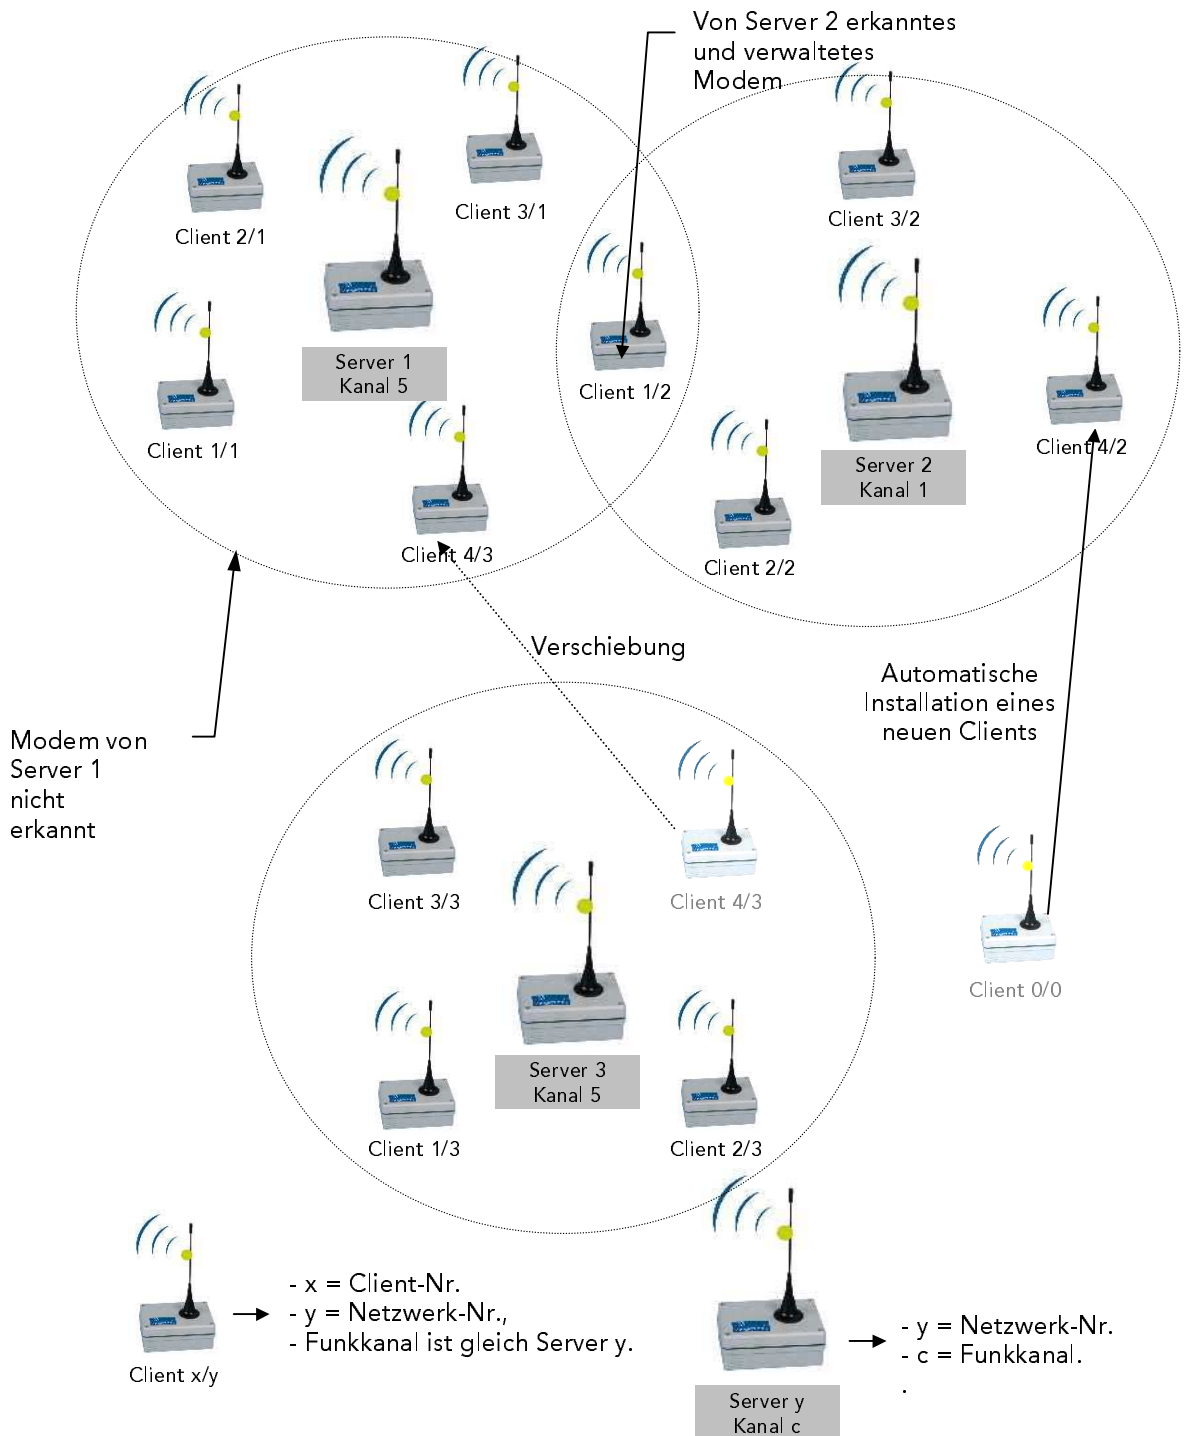 Von Server 2 erkanntes
und verwaltetes
Modem
Client 2/1
Client 3/1
Client 3/2
Server 1
Kanal 5
Client 1/2
Client 1/1
Client 4/2
Server 2
Kanal 1
Client 4/3
Client 2/2
Verschiebung
Automatische
Installation eines
neuen Clients
Modem von
Server 1
nicht
erkannt
Client 3/3
Client 4/3
Client 0/0
Server 3
Kanal 5
Client 1/3
Client 2/3
- x = Client-Nr.
- y = Netzwerk-Nr.,
- Funkkanal ist gleich Server y.
Client x/y
- y = Netzwerk-Nr.
- c = Funkkanal.
.
Server y
Kanal c